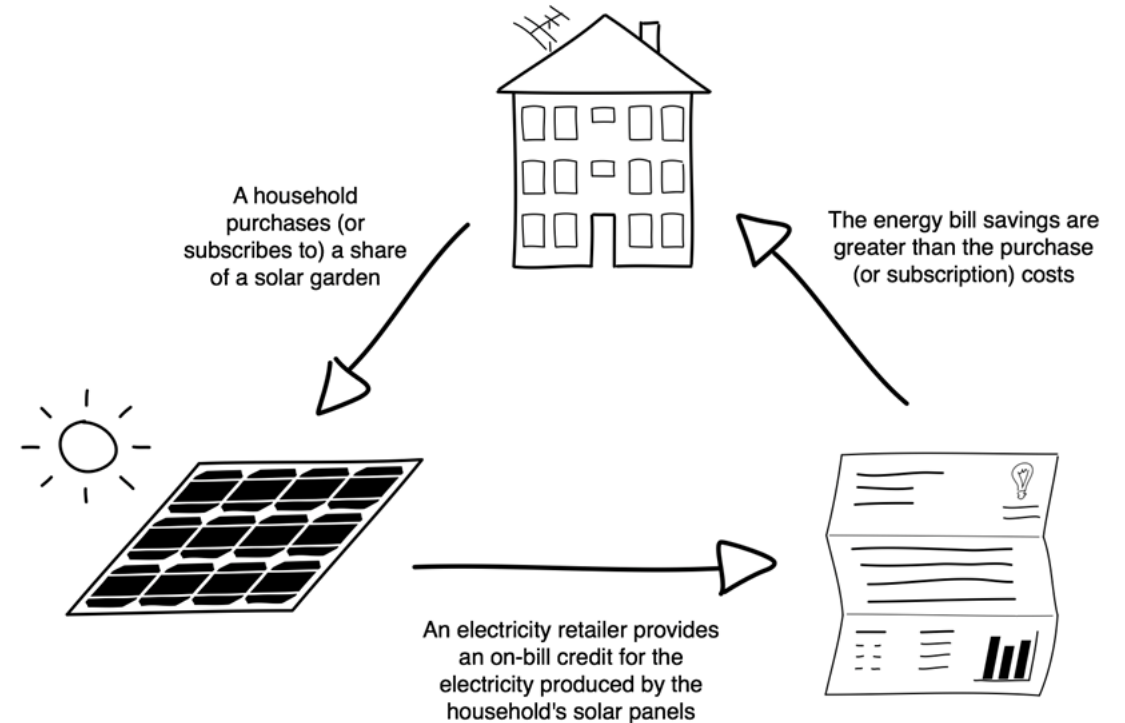 A household
purchases (or
subscribes to) a share
of a solar garden
The energy bill savings are
greater than the purchase
(or subscription) costs
An electricity retailer provides
an on-bill credit for the
electricity produced by the
household's solar panels